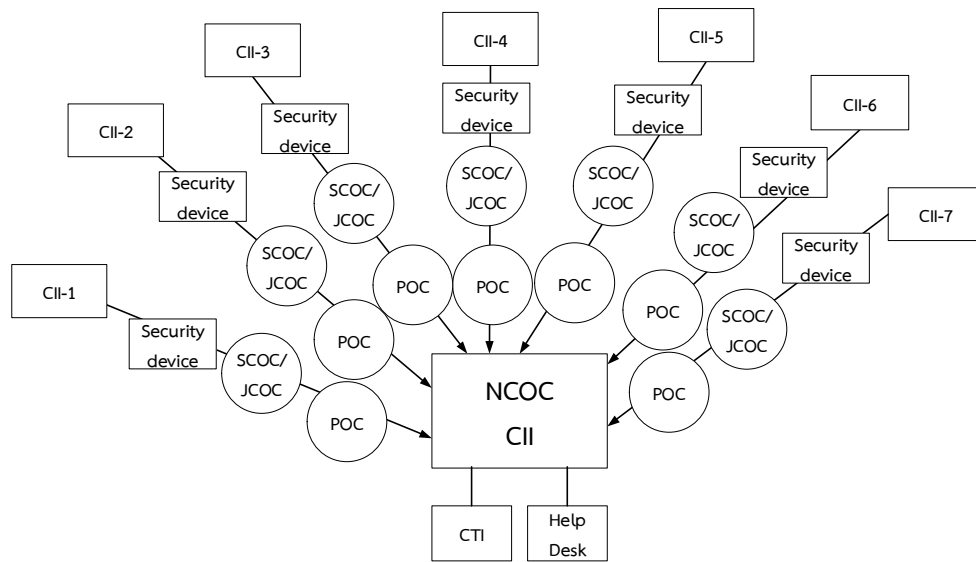 CII-1
Security
device
SCOC/
JCOC
POC
CII-2
Security
device
SCOC/
JCOC
POC
CII-3
Security
device
SCOC/
JCOC
POC
CII-4
Security
device
SCOC/
JCOC
POC
CII-5
Security
device
SCOC/
JCOC
POC
CII-6
Security
device
SCOC/
JCOC
POC
CII-7
Security
device
SCOC/
JCOC
POC
NCOC
CII
CTI
Help
Desk